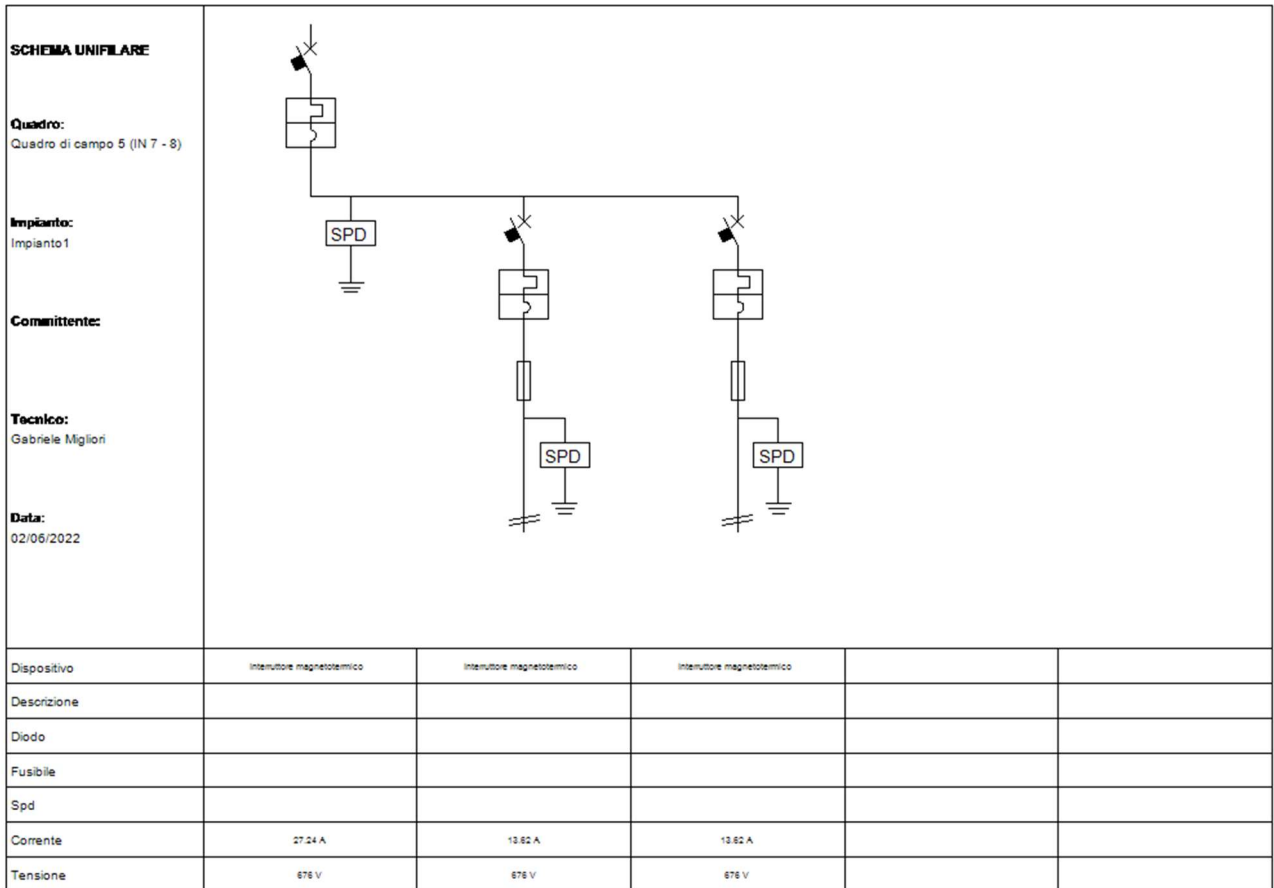 SCHEMA UNIFILARE
Quadro:
Quadro di campo 5 (IN 7 - 8)
Impianto:
Impianto1
Committente:
Tecnico:
Gabriele Migliori
Data:
02/06/2022
SPD
SPD
SPD
Dispositivo Interruttore magnetotermico Interruttore magnetotermico Interruttore magnetotermico
Descrizione
Diodo
Fusibile
Spd
Corrente 27.24 A 13.62 A 13.62 A
Tensione 676 V 676 V 676 V